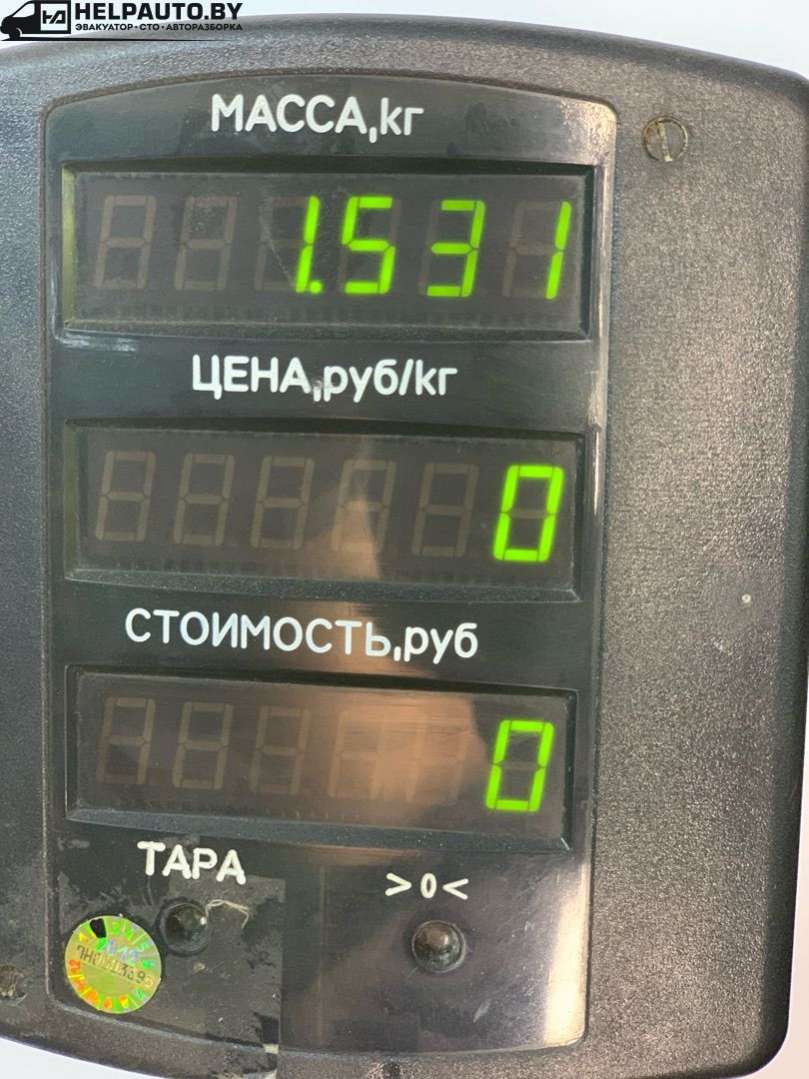 HELPAUTO.BY
ЭВАКУАТОР • СТО • АВТОРАЗБОРКА
МАССА,кг
1.531
ЦЕНА,руб/кг
0
СТОИМОСТЬ,руб
0
ТАРА
>0<